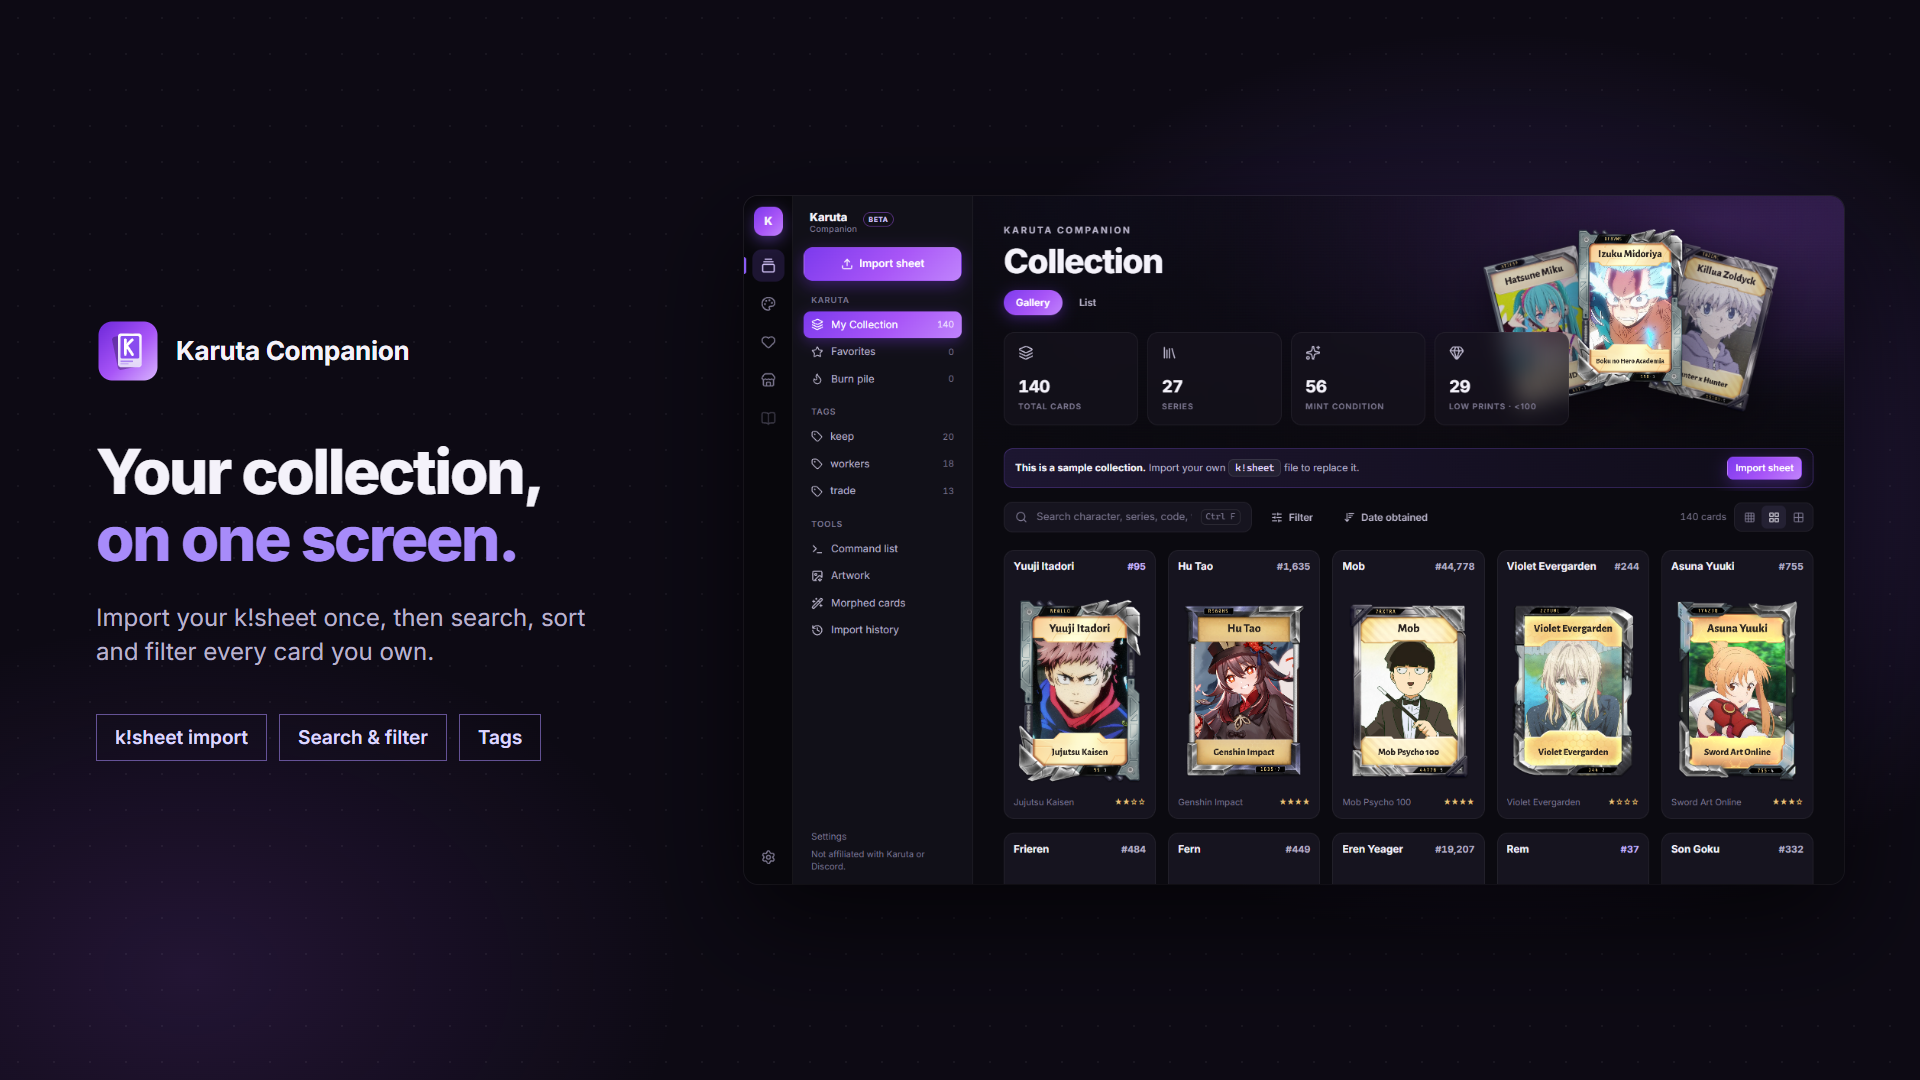 Karuta Companion
Your collection,
on one screen.
Import your k!sheet once, then search, sort
and filter every card you own.
k!sheet import
Search & filter
Tags
K
Karuta
Companion
BETA
Import sheet
KARUTA
My Collection 140
Favorites 0
Burn pile 0
TAGS
keep 20
workers 18
trade 13
TOOLS
Command list
Artwork
Morphed cards
Import history
Settings
Not affiliated with Karuta or
Discord.
KARUTA COMPANION
Collection
Gallery
List
Hatsune Miku
Izuku Midoriya
Boku no Hero Academia
Killua Zoldyck
140
TOTAL CARDS
27
SERIES
56
MINT CONDITION
29
LOW PRINTS · <100
This is a sample collection. Import your own k!sheet file to replace it.
Import sheet
Search character, series, code,
Ctrl F
Filter
Date obtained
140 cards
Yuuji Itadori #95
Yuuji Itadori
Jujutsu Kaisen
Jujutsu Kaisen ★★☆☆
Hu Tao #1,635
Hu Tao
Genshin Impact
Genshin Impact ★★★★
Mob #44,778
Mob
Mob Psycho 100
Mob Psycho 100 ★★★★
Violet Evergarden #244
Violet Evergarden
Violet Evergarden
Violet Evergarden ★☆☆☆
Asuna Yuuki #755
Asuna Yuuki
Sword Art Online
Sword Art Online ★★★☆
Frieren #484
Fern #449
Eren Yeager #19,207
Rem #37
Son Goku #332